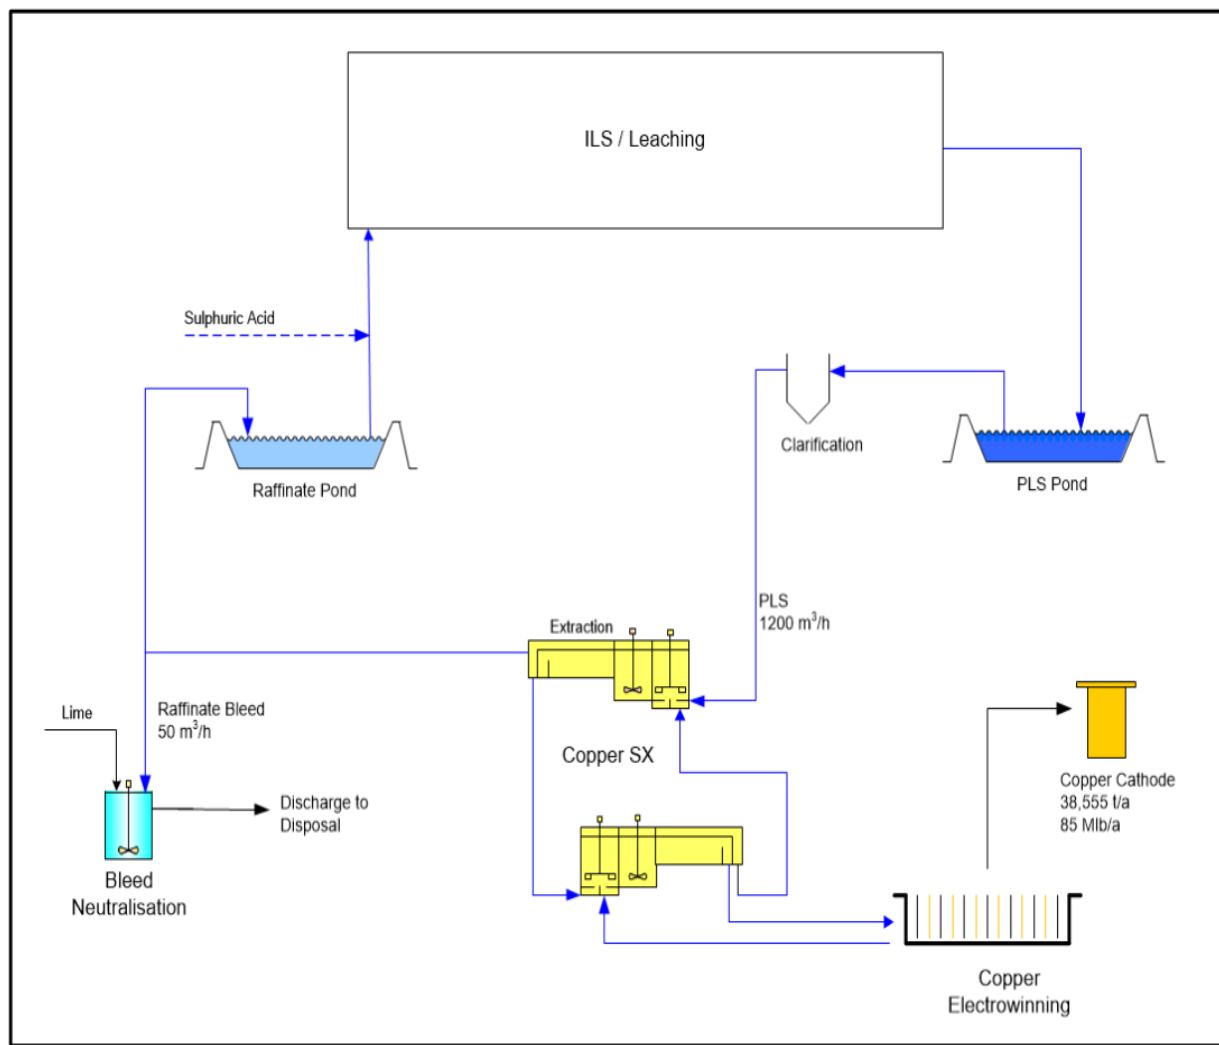 ILS / Leaching
Sulphuric Acid
Clarification
Raffinate Pond
PLS Pond
PLS
1200 m³/h
Extraction
Raffinate Bleed
50 m³/h
Lime
Copper SX
Copper Cathode
38,555 t/a
85 Mlb/a
Discharge to
Disposal
Bleed
Neutralisation
Copper
Electrowinning